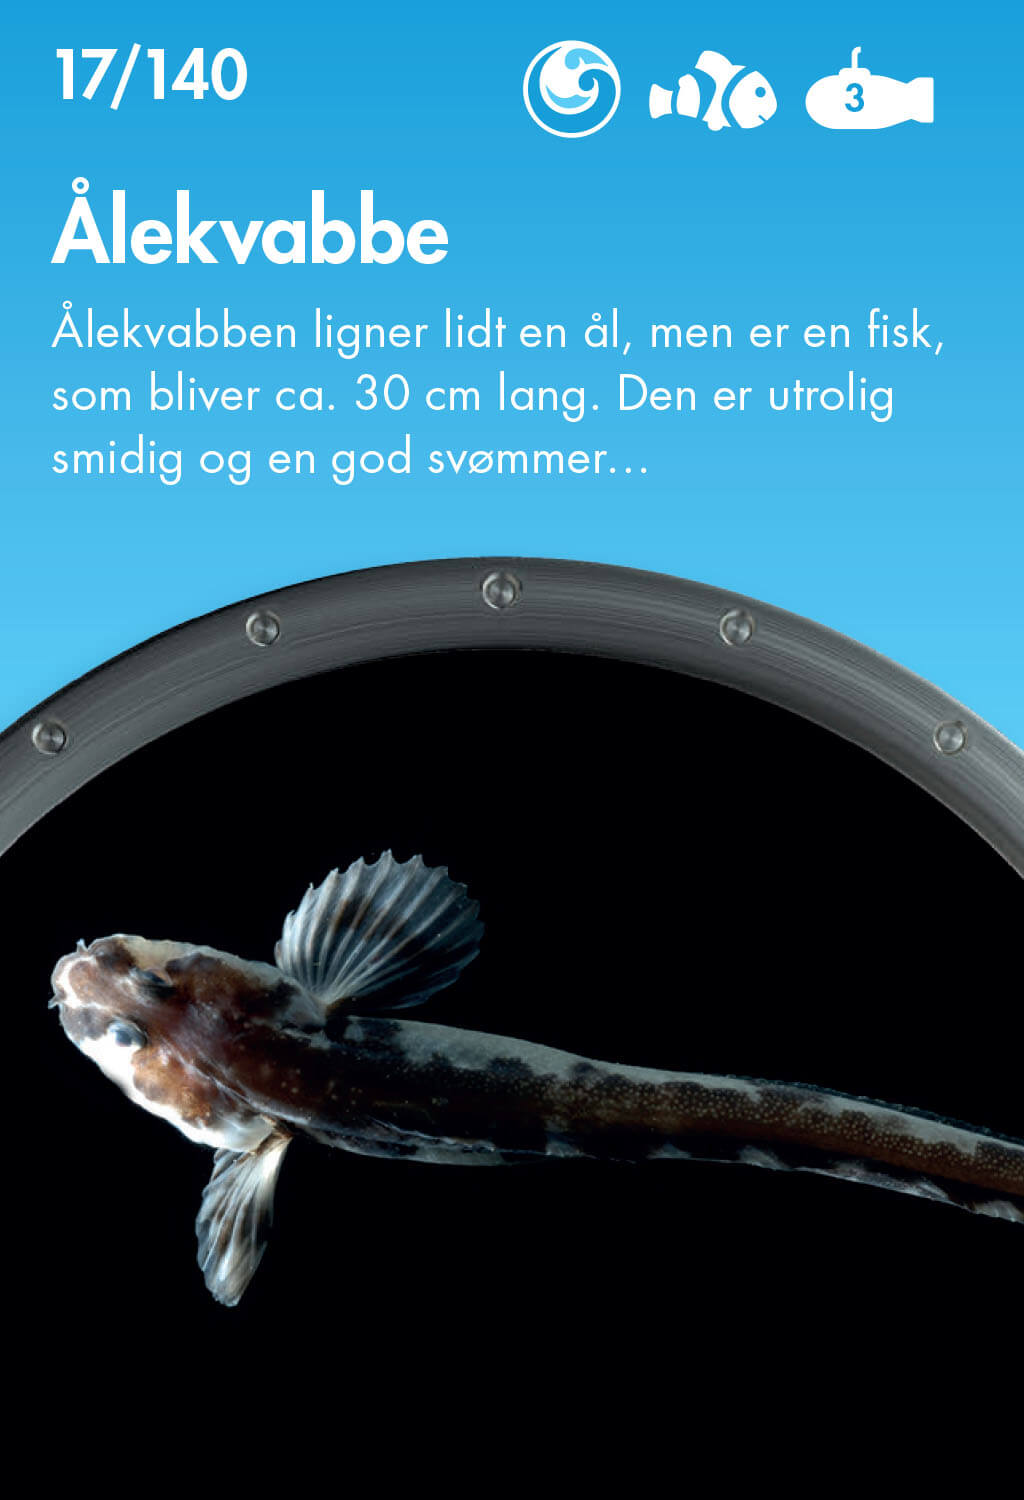 17/140
3
Ålekvabbe
Ålekvabben ligner lidt en ål, men er en fisk,
som bliver ca. 30 cm lang. Den er utrolig
smidig og en god svømmer...